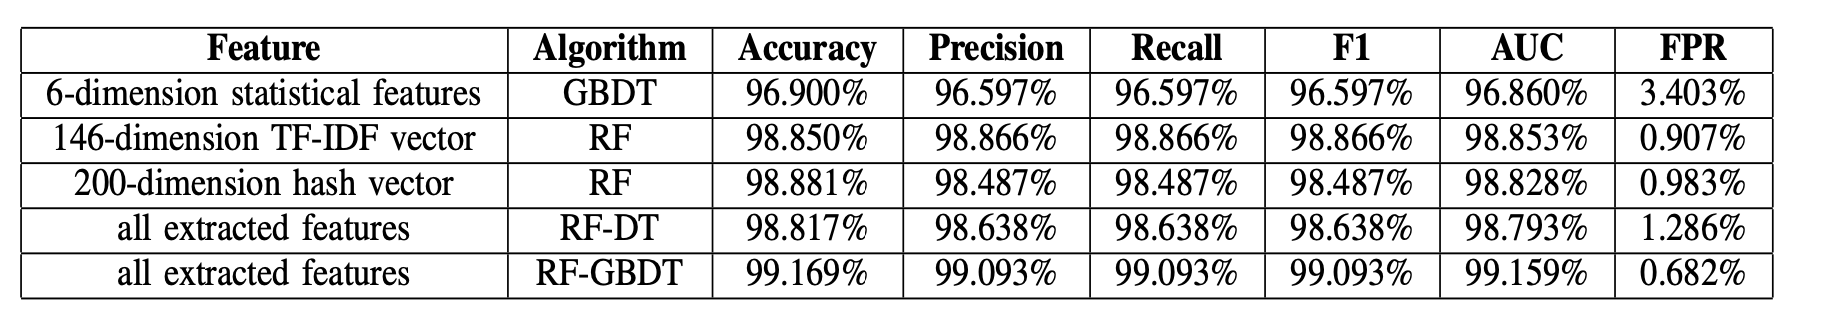 Feature Algorithm Accuracy Precision Recall F1 AUC FPR
6-dimension statistical features GBDT 96.900% 96.597% 96.597% 96.597% 96.860% 3.403%
146-dimension TF-IDF vector RF 98.850% 98.866% 98.866% 98.866% 98.853% 0.907%
200-dimension hash vector RF 98.881% 98.487% 98.487% 98.487% 98.828% 0.983%
all extracted features RF-DT 98.817% 98.638% 98.638% 98.638% 98.793% 1.286%
all extracted features RF-GBDT 99.169% 99.093% 99.093% 99.093% 99.159% 0.682%